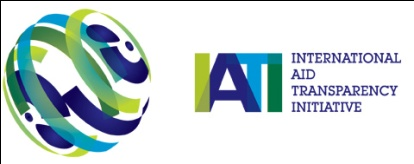 IATI
INTERNATIONAL
AID
TRANSPARENCY
INITIATIVE